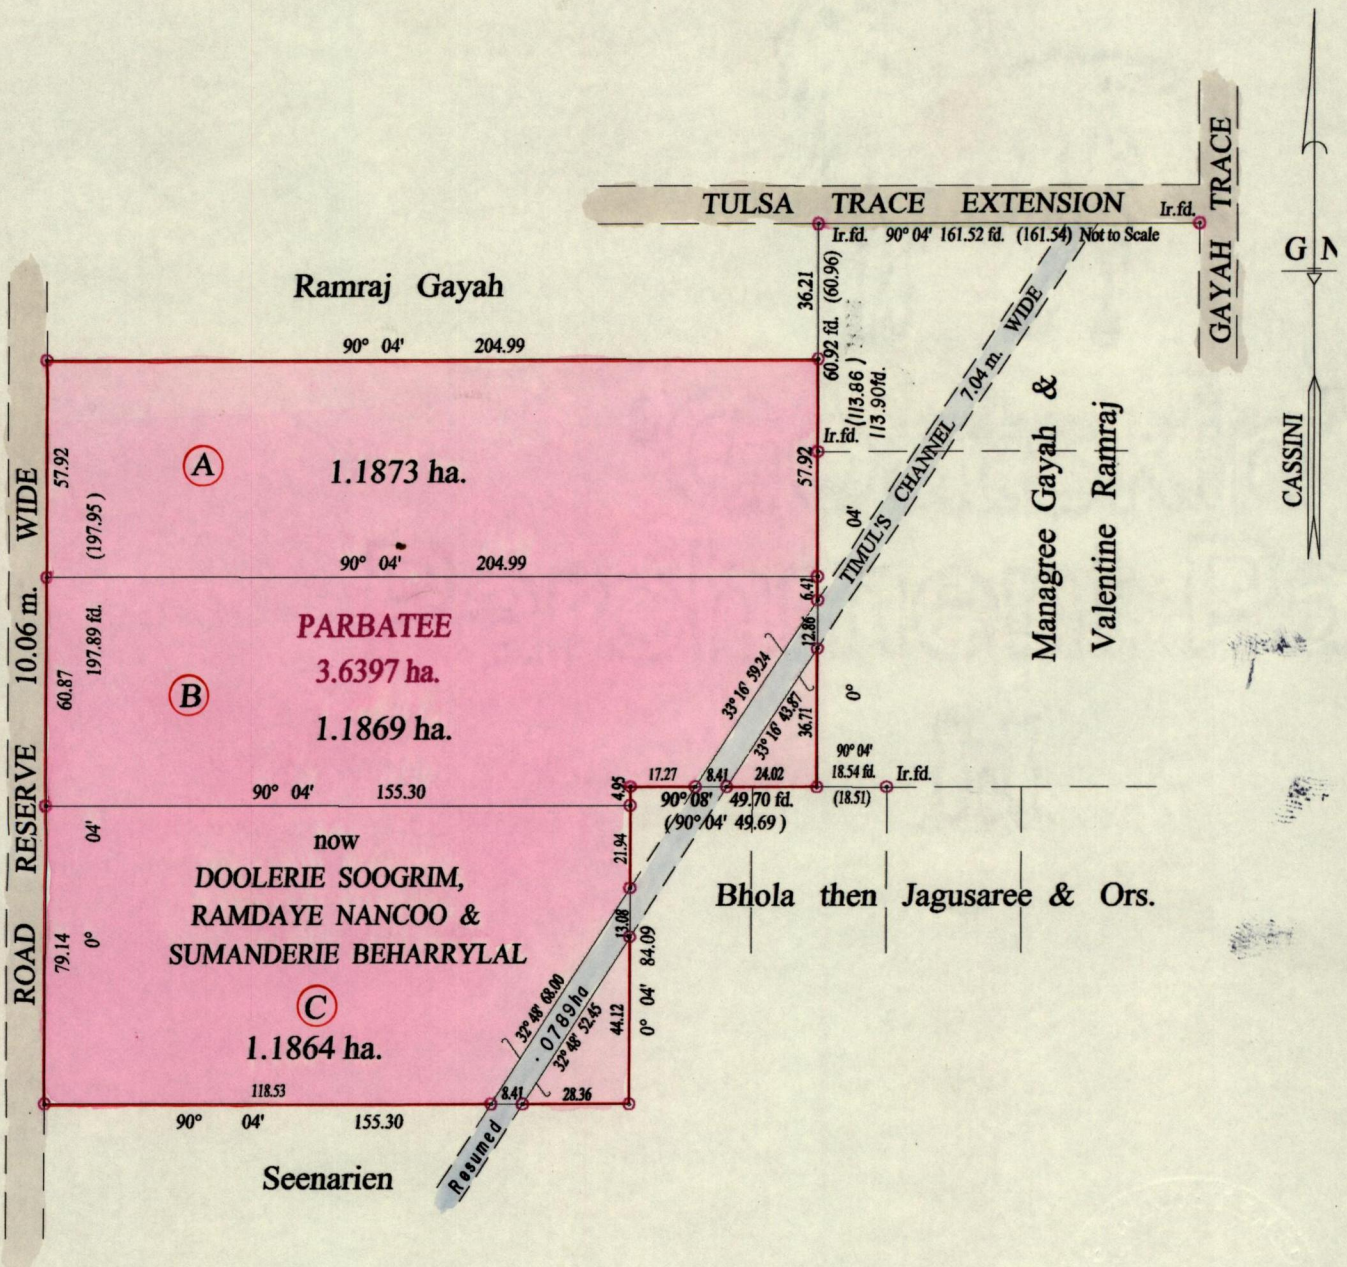 TULSA TRACE EXTENSION
Ir.fd.
GAYAH TRACE
Ir.fd. 90° 04' 161.52 fd. (161.54) Not to Scale
G N
CASSINI
Ramraj Gayah
36.21
(60.96)
60.92 fd.
(113.86)
113.90fd.
90° 04' 204.99
TIMUL'S CHANNEL 7.04 m. WIDE
Managree Gayah &
Valentine Ramraj
Ir.fd.
57.92
57.92
A
1.1873 ha.
(197.95)
197.89 fd.
04'
0°
90° 04' 204.99
6.41
12.86
36.71
PARBATEE
3.6397 ha.
B
1.1869 ha.
60.87
33° 16' 59.24
33° 16' 43.87
90° 04'
18.54 fd. Ir.fd.
(18.51)
17.27 8.41 24.02
90° 08' 49.70 fd.
(90° 04' 49.69)
4.95
90° 04' 155.30
ROAD RESERVE 10.06 m. WIDE
04'
0°
79.14
now
DOOLERIE SOOGRIM,
RAMDAYE NANCOO &
SUMANDERIE BEHARRYLAL
C
1.1864 ha.
21.94
13.08
44.12
0° 04' 84.09
Bhola then Jagusaree & Ors.
32° 48' 68.00
.0789ha
32° 48' 52.45
118.53 8.41 28.36
90° 04' 155.30
Resumed
Seenarien